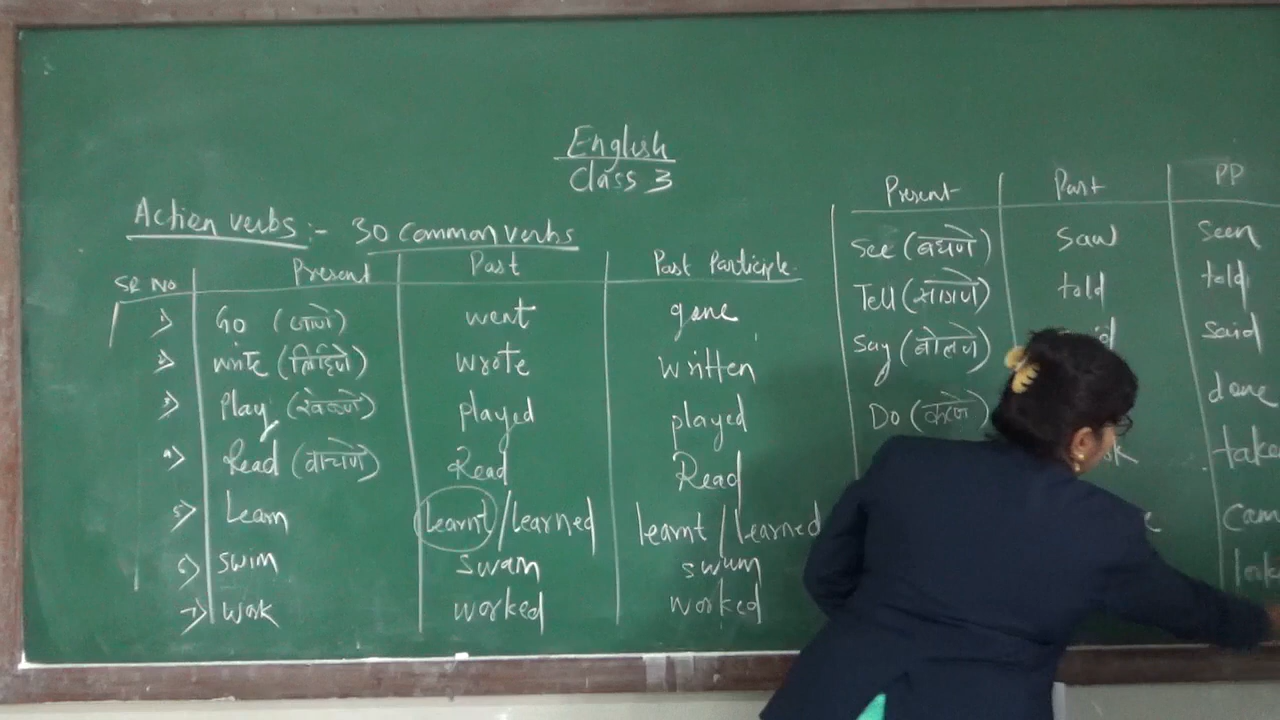 English
Class 3
Action verbs :- 30 common verbs
SR No Present Past Past Participle
1) Go (जाणे) went gone
2) write (लिहिणे) wrote written
3) Play (खेळणे) played played
4) Read (वाचणे) Read Read
5) Learn learnt / learned learnt / learned
6) swim swam swum
7) work worked worked
Present Past PP
See (बघणे) saw seen
Tell (सांगणे) told told
Say (बोलणे) said
Do (करणे) done